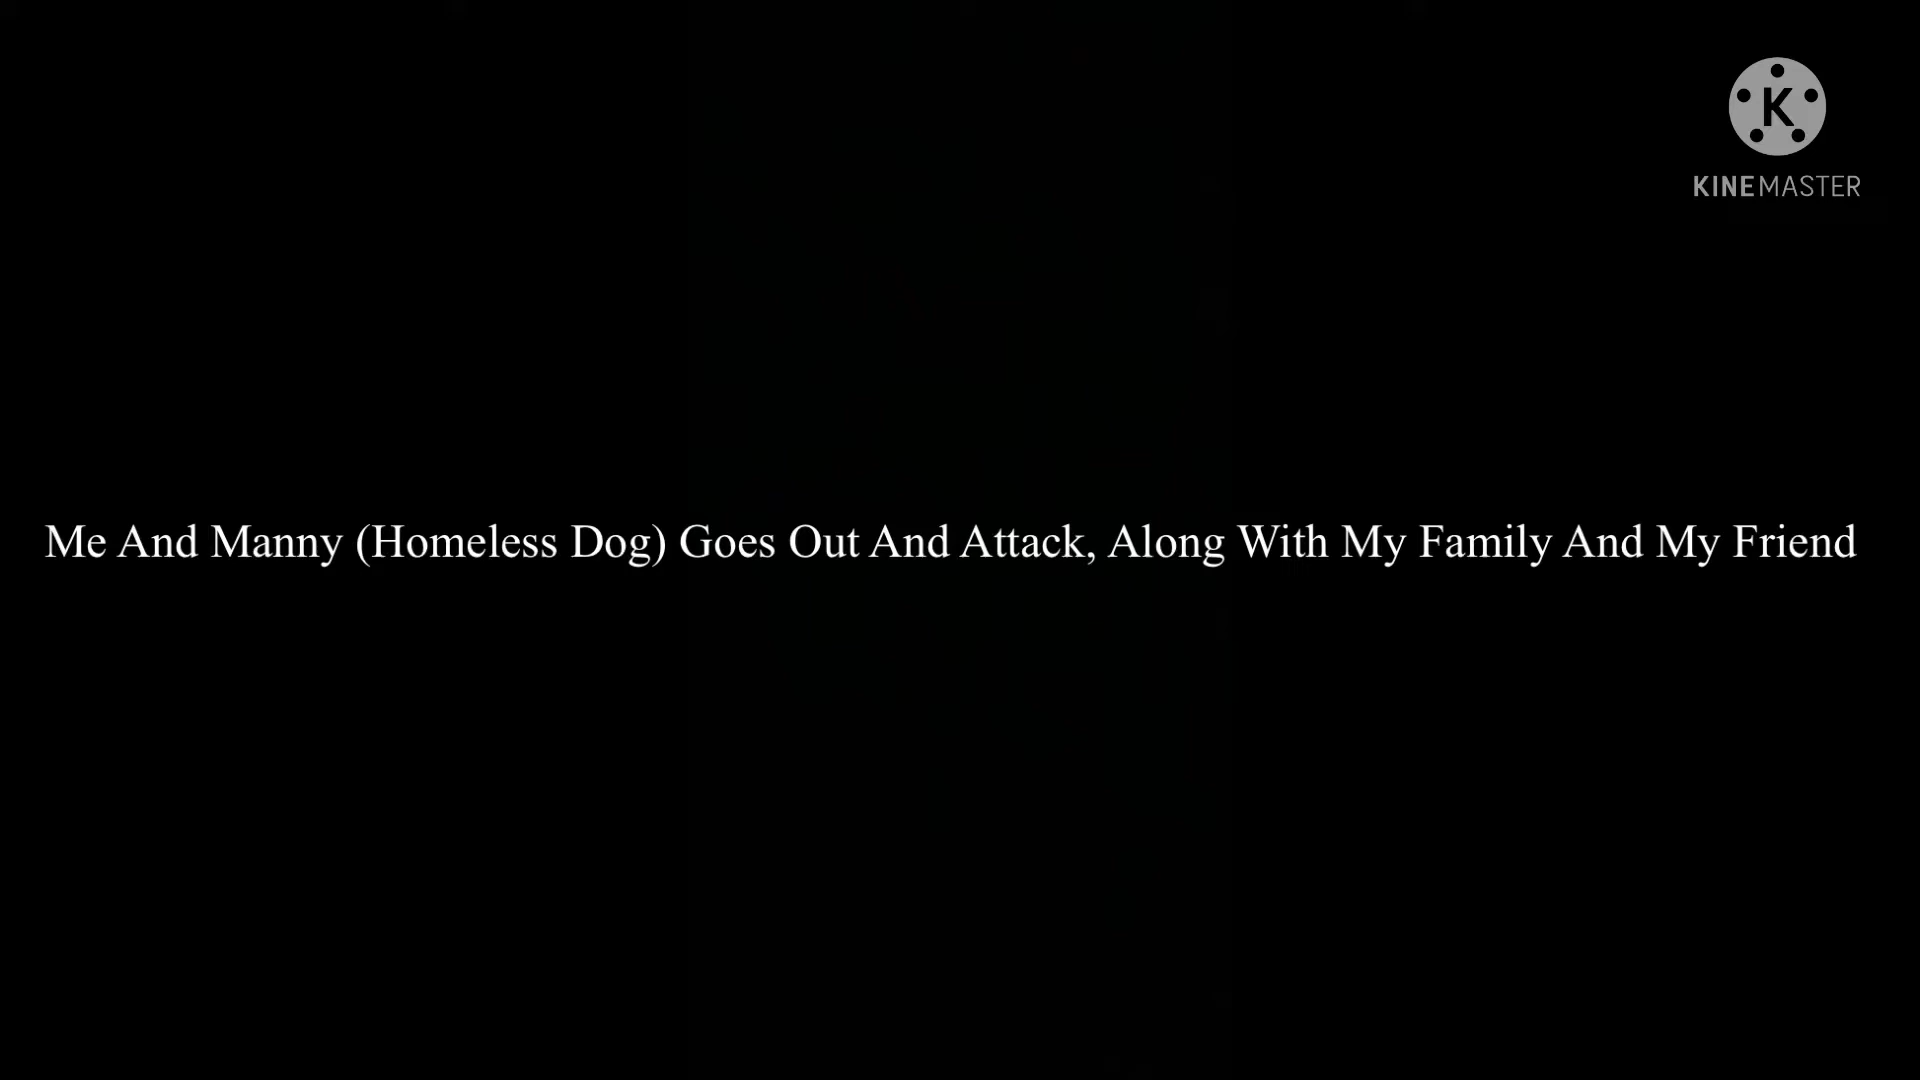 K
KINEMASTER
Me And Manny (Homeless Dog) Goes Out And Attack, Along With My Family And My Friend